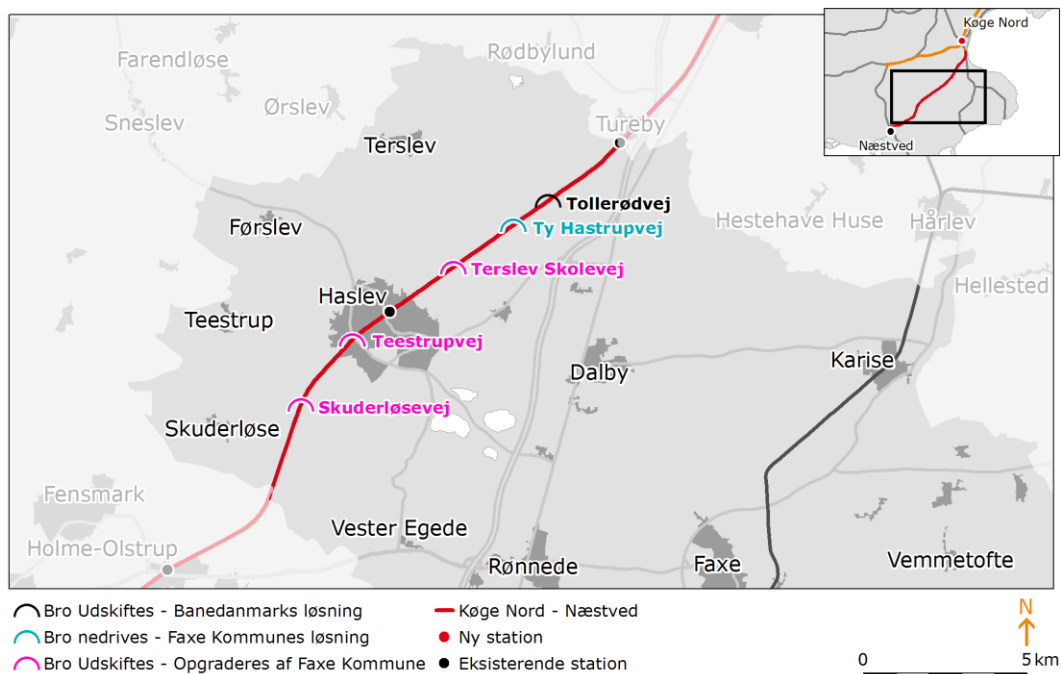 Køge Nord
Næstved
Farendløse
Rødbylund
Ørslev
Sneslev
Tureby
Terslev
Tollerødvej
Førslev
Ty Hastrupvej
Hestehave Huse
Hårlev
Terslev Skolevej
Hellested
Haslev
Teestrup
Teestrupvej
Dalby
Karise
Skuderløsevej
Skuderløse
Fensmark
Vester Egede
Holme-Olstrup
Rønnede
Faxe
Vemmetofte
Bro Udskiftes - Banedanmarks løsning
Bro nedrives - Faxe Kommunes løsning
Bro Udskiftes - Opgraderes af Faxe Kommune
Køge Nord - Næstved
Ny station
Eksisterende station
N
0 5 km